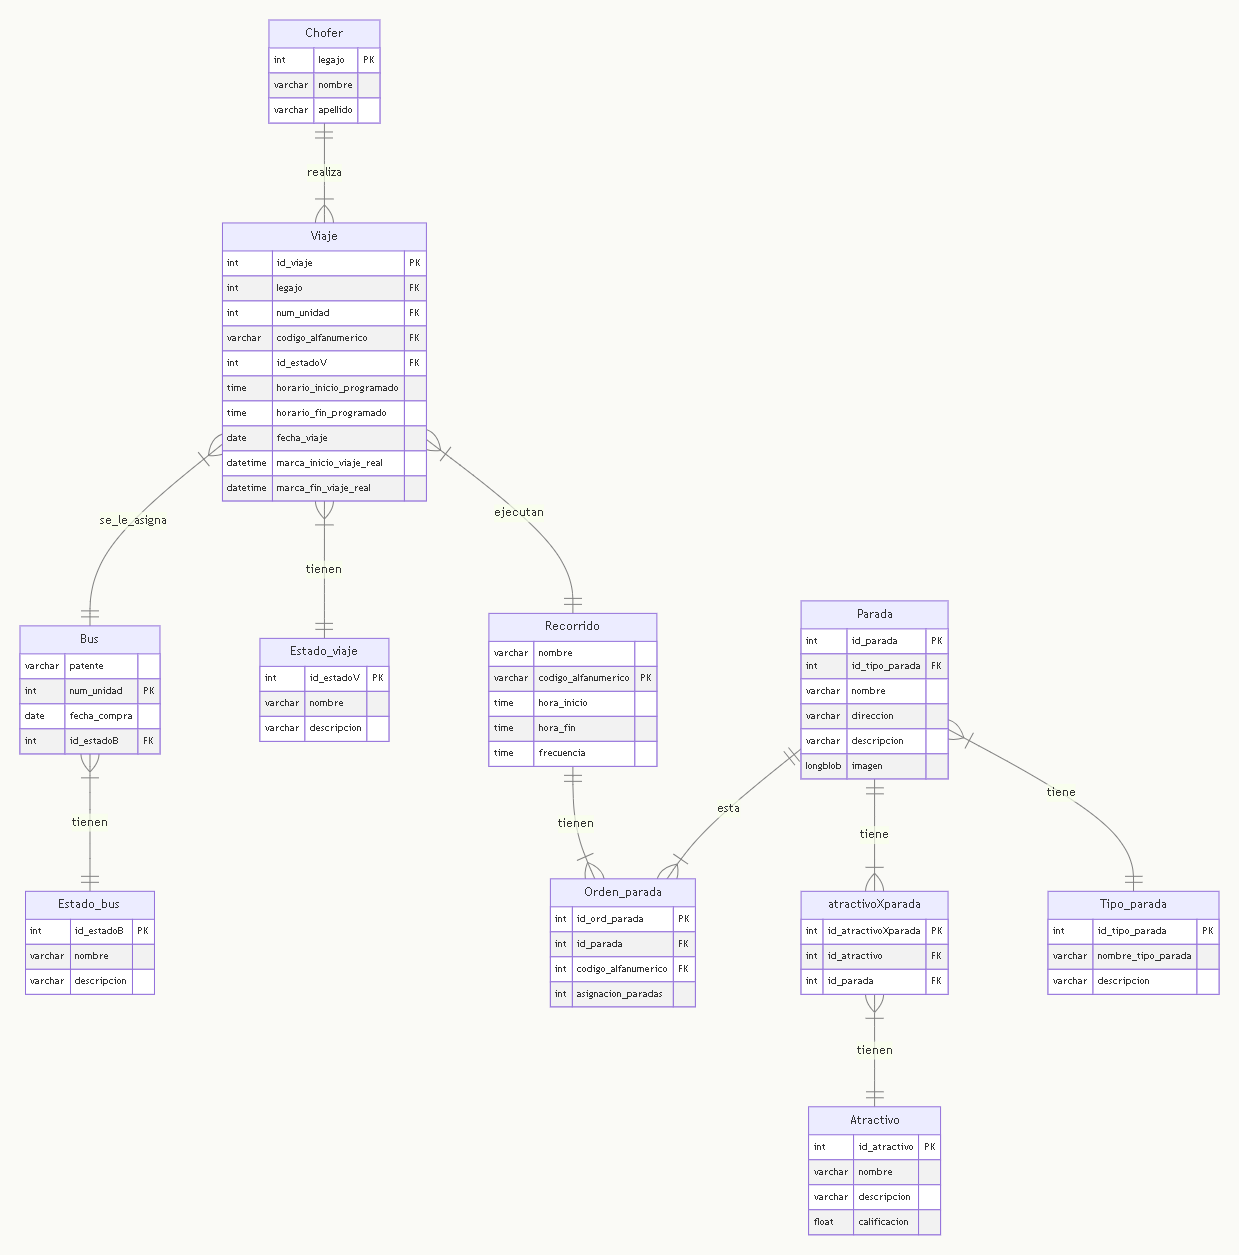 Chofer
int legajo PK
varchar nombre
varchar apellido
realiza
Viaje
int id_viaje PK
int legajo FK
int num_unidad FK
varchar codigo_alfanumerico FK
int id_estadoV FK
time horario_inicio_programado
time horario_fin_programado
date fecha_viaje
datetime marca_inicio_viaje_real
datetime marca_fin_viaje_real
se_le_asigna
tienen
ejecutan
Bus
varchar patente
int num_unidad PK
date fecha_compra
int id_estadoB FK
Estado_viaje
int id_estadoV PK
varchar nombre
varchar descripcion
Recorrido
varchar nombre
varchar codigo_alfanumerico PK
time hora_inicio
time hora_fin
time frecuencia
Parada
int id_parada PK
int id_tipo_parada FK
varchar nombre
varchar direccion
varchar descripcion
longblob imagen
tienen
tienen
esta
tiene
tiene
Estado_bus
int id_estadoB PK
varchar nombre
varchar descripcion
Orden_parada
int id_ord_parada PK
int id_parada FK
int codigo_alfanumerico FK
int asignacion_paradas
atractivoXparada
int id_atractivoXparada PK
int id_atractivo FK
int id_parada FK
Tipo_parada
int id_tipo_parada PK
varchar nombre_tipo_parada
varchar descripcion
tienen
Atractivo
int id_atractivo PK
varchar nombre
varchar descripcion
float calificacion